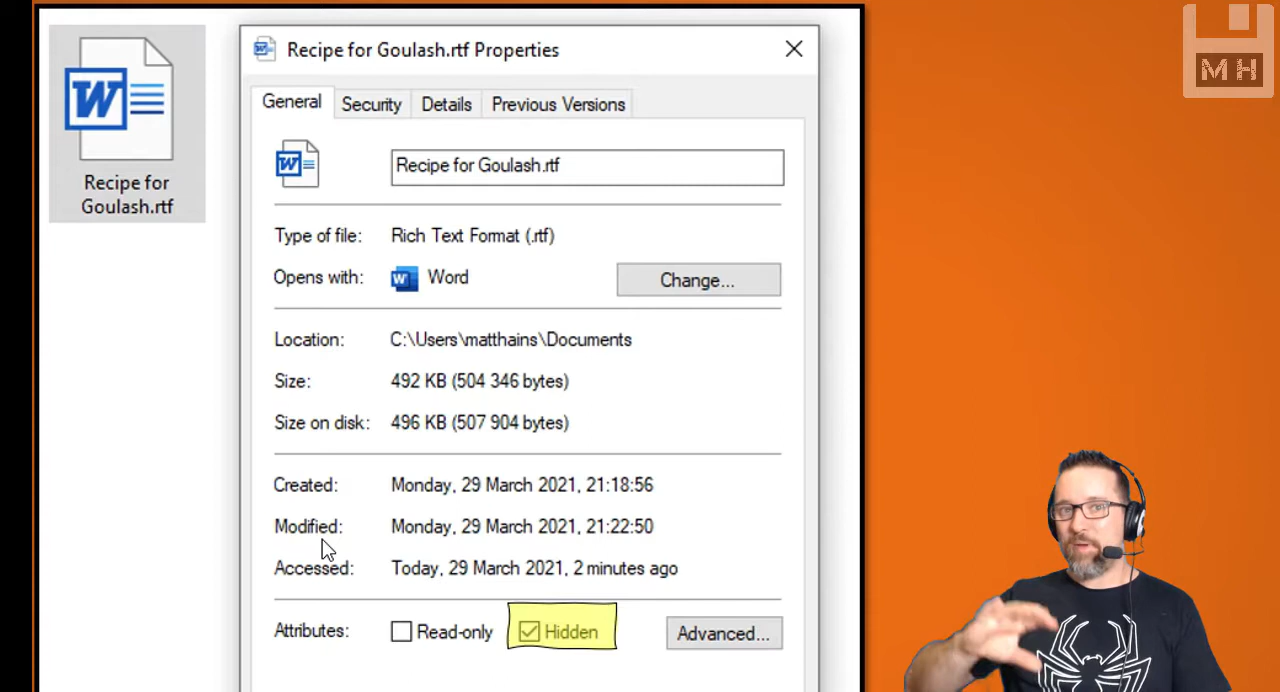 Recipe for
Goulash.rtf
Recipe for Goulash.rtf Properties
General Security Details Previous Versions
Recipe for Goulash.rtf
Type of file: Rich Text Format (.rtf)
Opens with: Word Change...
Location: C:\Users\matthains\Documents
Size: 492 KB (504 346 bytes)
Size on disk: 496 KB (507 904 bytes)
Created: Monday, 29 March 2021, 21:18:56
Modified: Monday, 29 March 2021, 21:22:50
Accessed: Today, 29 March 2021, 2 minutes ago
Attributes: Read-only Hidden Advanced...
MH